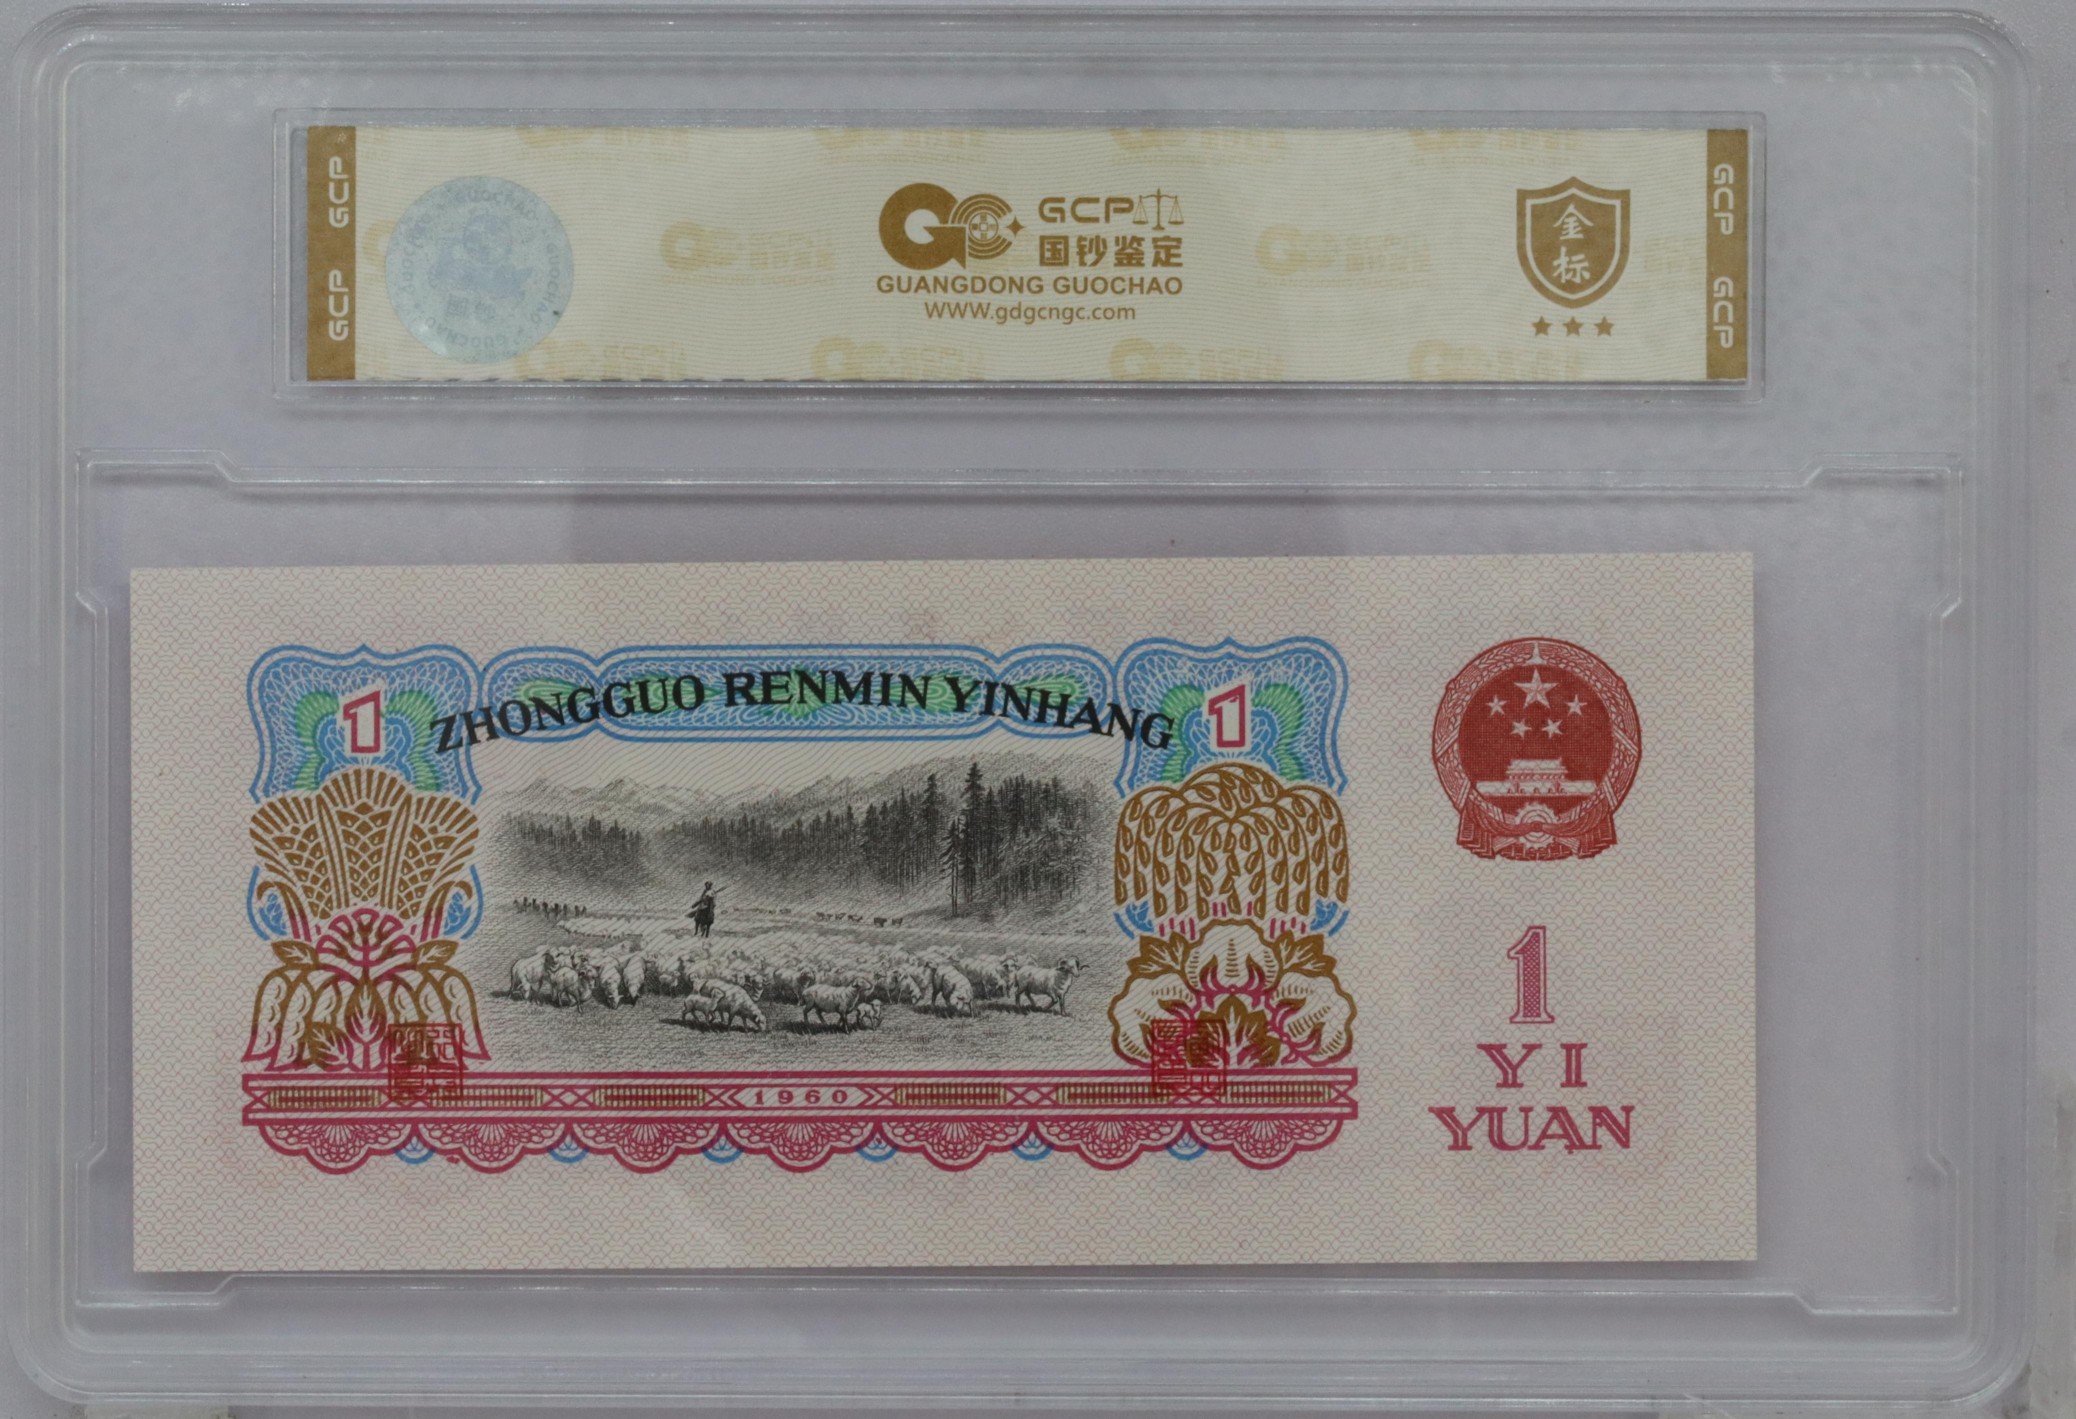 GCP
GCP
GUOCHAO
GCP
国钞鉴定
GUANGDONG GUOCHAO
WWW.gdgcngc.com
金
标
GCP
GCP
1
ZHONGGUO RENMIN YINHANG
1
1
YI
YUAN
1960